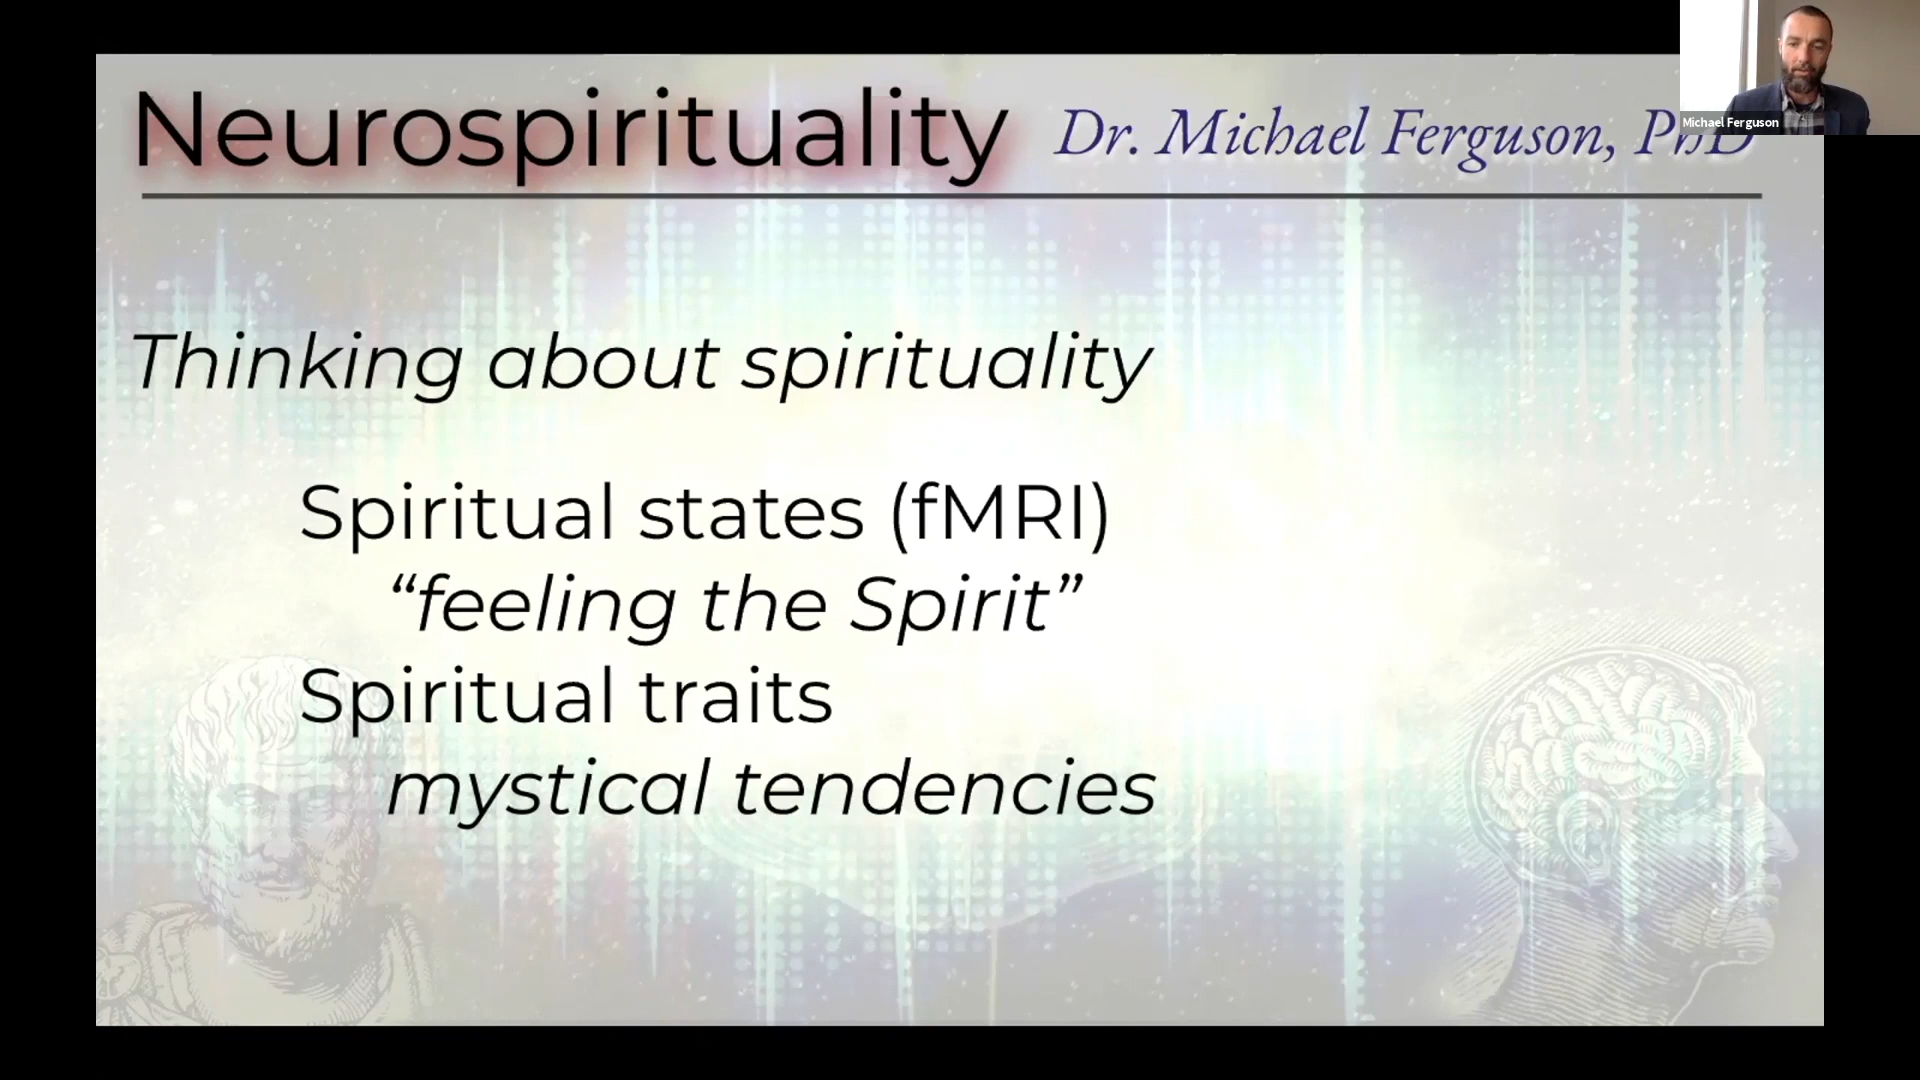 Neurospirituality Dr. Michael Ferguson, PhD
Michael Ferguson
Thinking about spirituality
Spiritual states (fMRI)
“feeling the Spirit”
Spiritual traits
mystical tendencies